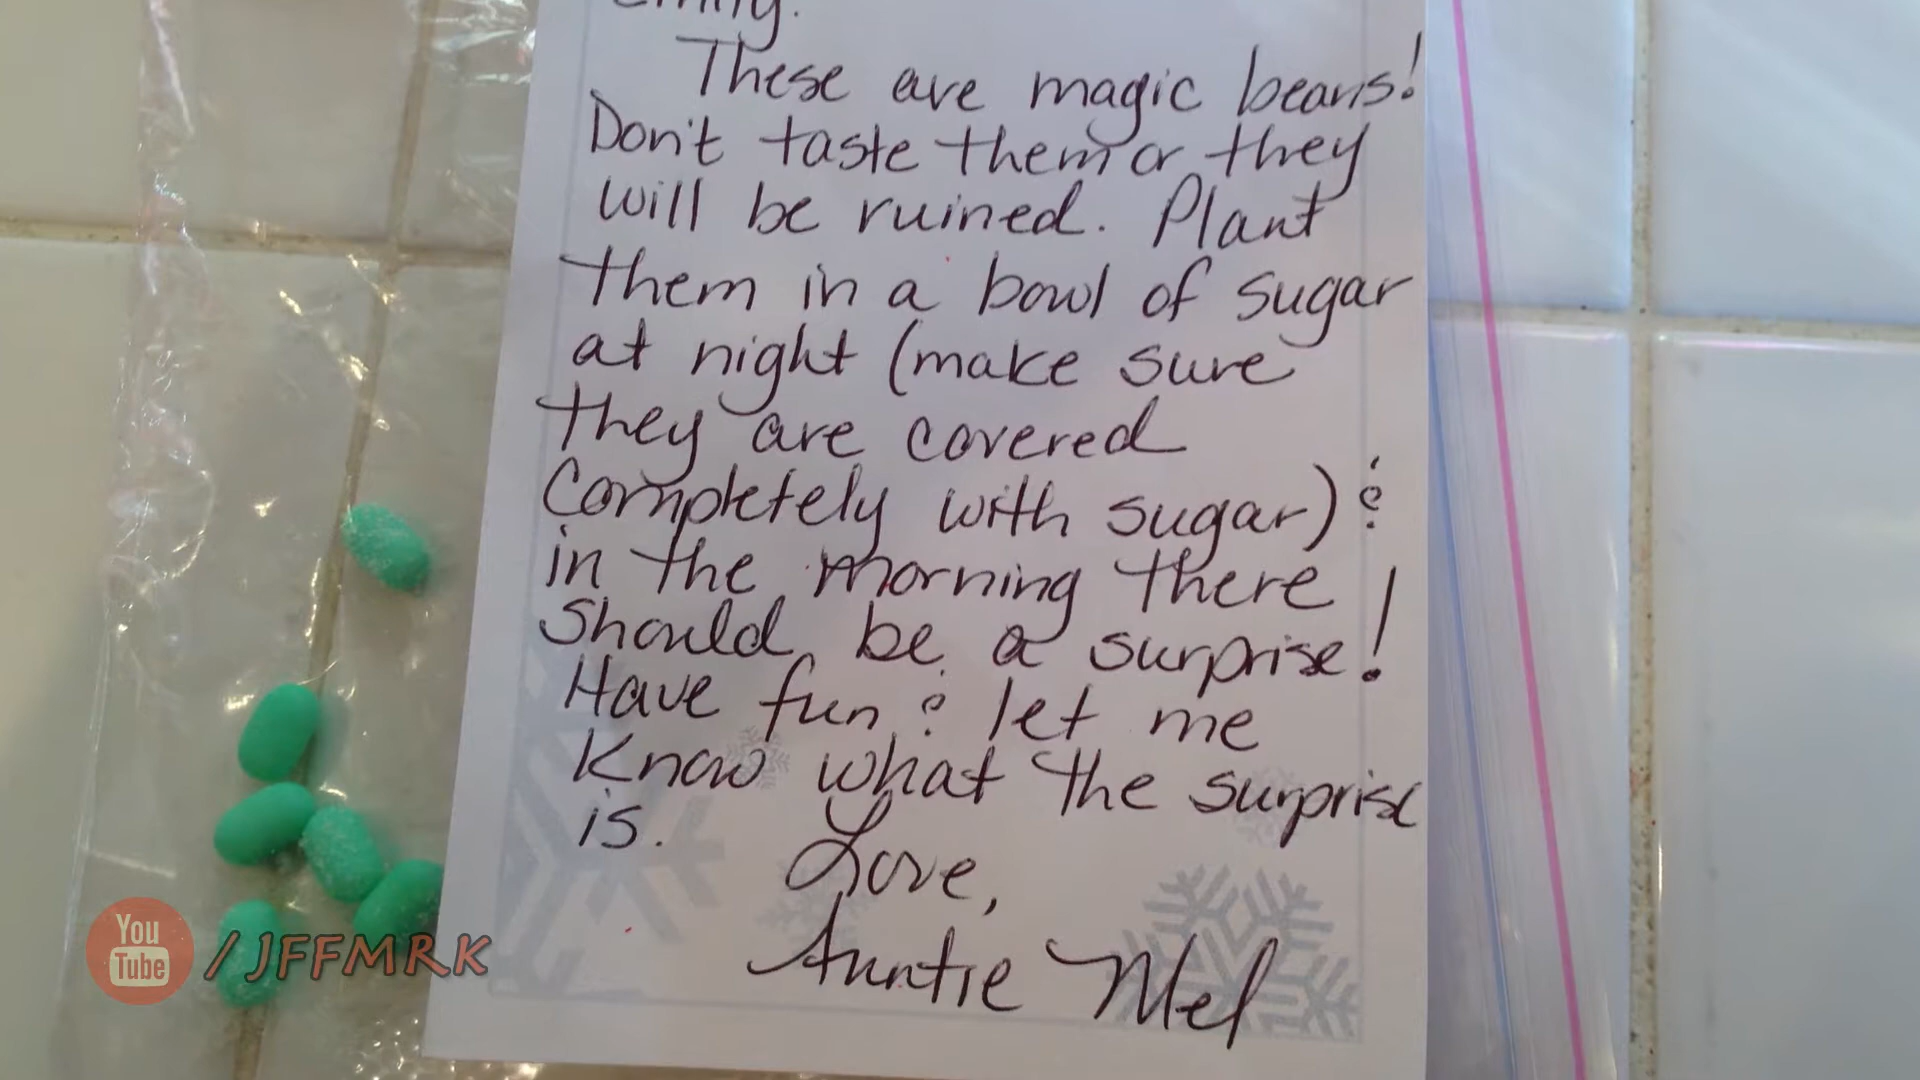 Emily.
These are magic beans!
Don't taste them or they
will be ruined. Plant
them in a bowl of sugar
at night (make sure
they are covered
completely with sugar) &
in the morning there
should be a surprise!
Have fun & let me
know what the surprise
is.
Love,
Auntie Mel
You
Tube
/JFFMRK